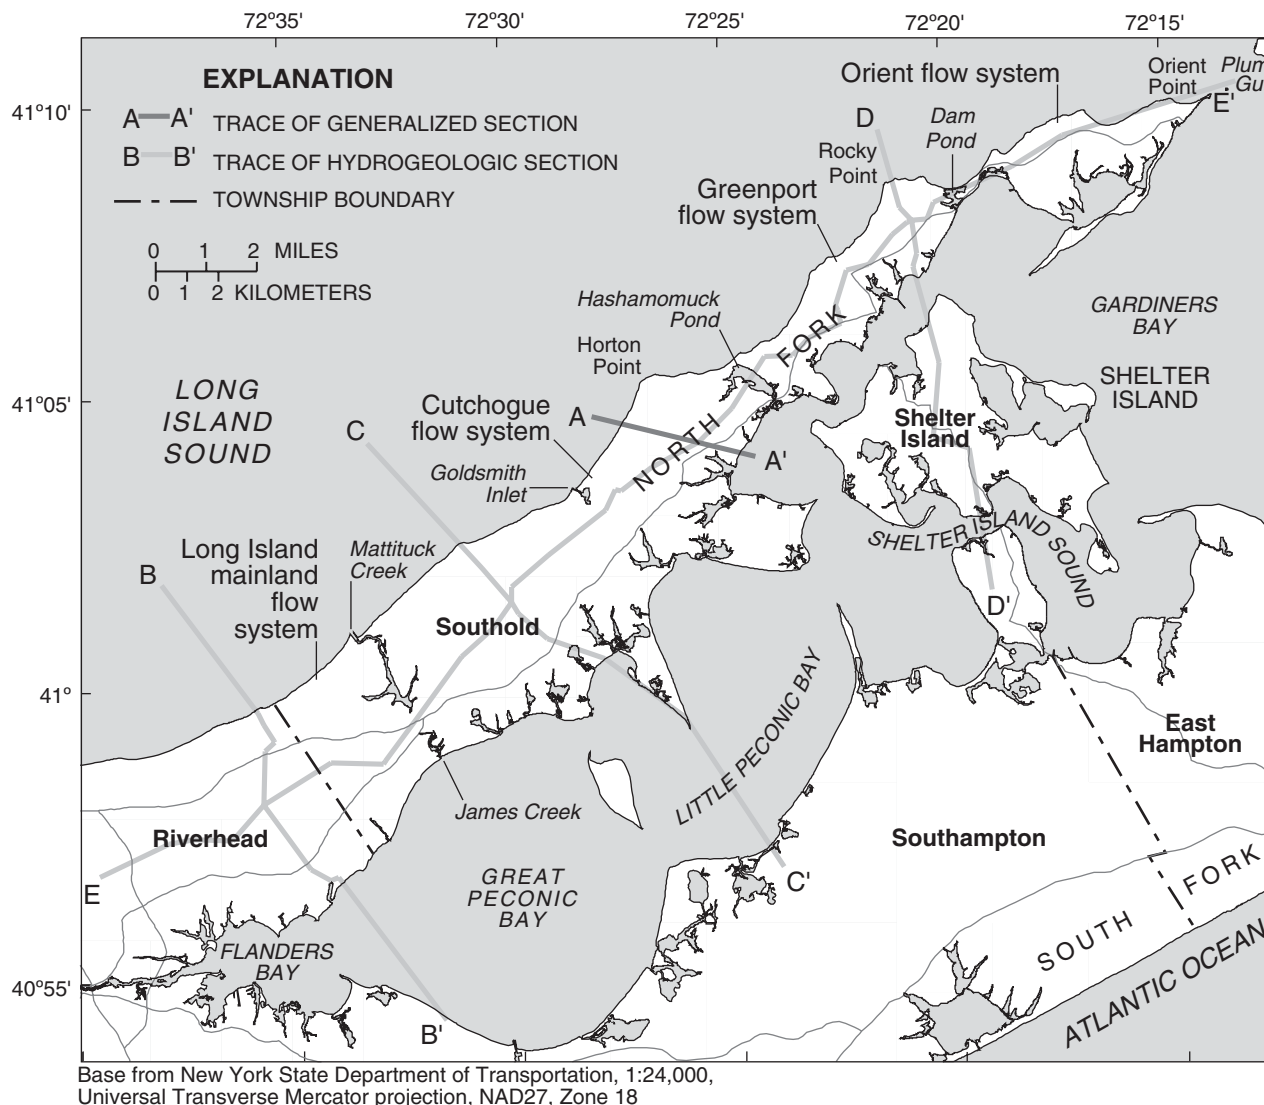 72°35' 72°30' 72°25' 72°20' 72°15'
41°10'
41°05'
41°
40°55'
EXPLANATION
A A' TRACE OF GENERALIZED SECTION
B B' TRACE OF HYDROGEOLOGIC SECTION
TOWNSHIP BOUNDARY
0 1 2 MILES
0 1 2 KILOMETERS
Orient flow system
Orient
Point
Plum
Gu
E'
D
Dam
Pond
Rocky
Point
Greenport
flow system
Hashamomuck
Pond
Horton
Point
NORTH FORK
GARDINERS
BAY
SHELTER
ISLAND
LONG
ISLAND
SOUND
Cutchogue
flow system
A
A'
C
Goldsmith
Inlet
Shelter
Island
SHELTER ISLAND SOUND
Long Island
mainland
flow
system
Mattituck
Creek
B
Southold
D'
LITTLE PECONIC BAY
East
Hampton
James Creek
Riverhead
Southampton
E
GREAT
PECONIC
BAY
C'
FLANDERS
BAY
B'
SOUTH FORK
ATLANTIC OCEAN
Base from New York State Department of Transportation, 1:24,000,
Universal Transverse Mercator projection, NAD27, Zone 18